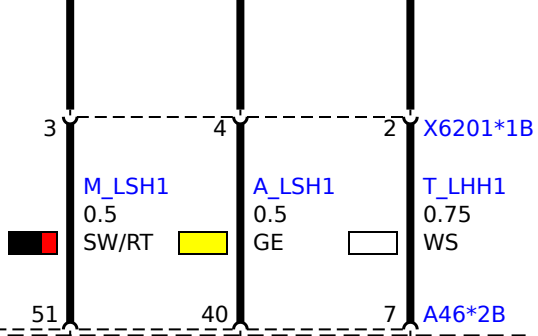 3 4 2 X6201*1B
M_LSH1 A_LSH1 T_LHH1
0.5 0.5 0.75
SW/RT GE WS
51 40 7 A46*2B